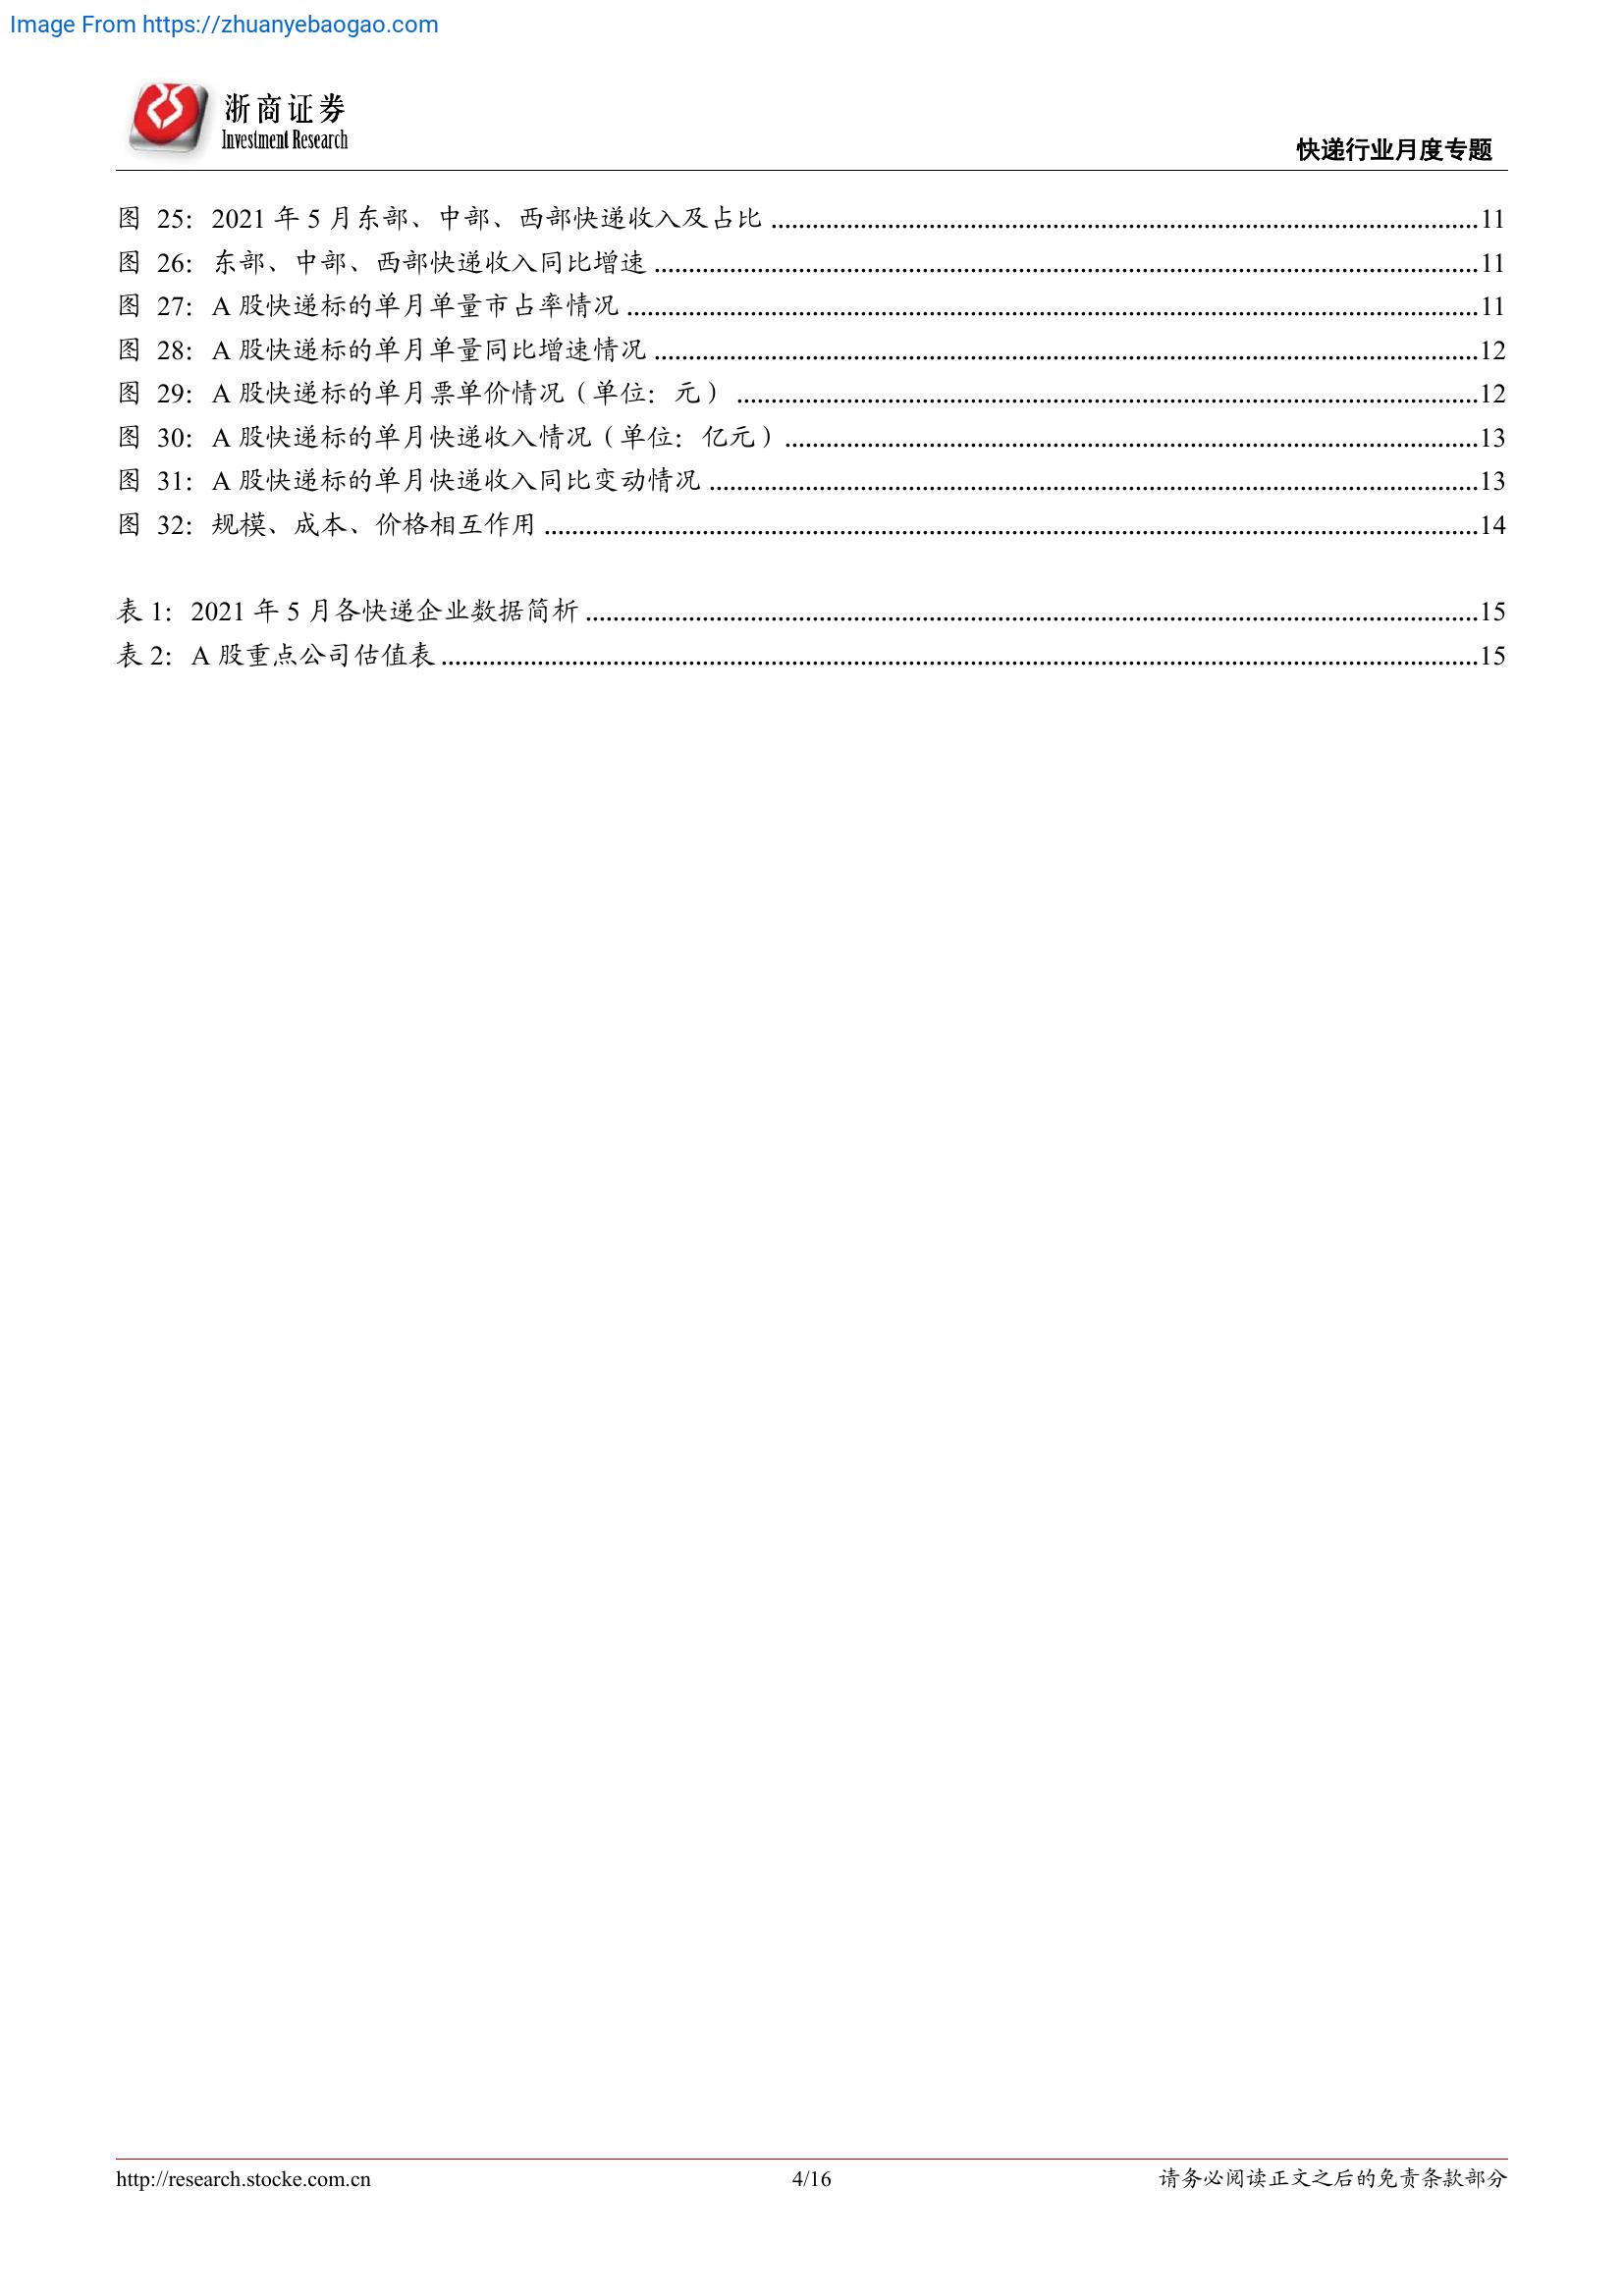 Image From https://zhuanyebaogao.com
浙商证券
Investment Research
快递行业月度专题
图 25：2021 年 5 月东部、中部、西部快递收入及占比 ........ 11
图 26：东部、中部、西部快递收入同比增速 ........ 11
图 27：A 股快递标的单月单量市占率情况 ........ 11
图 28：A 股快递标的单月单量同比增速情况 ........ 12
图 29：A 股快递标的单月票单价情况（单位：元） ........ 12
图 30：A 股快递标的单月快递收入情况（单位：亿元） ........ 13
图 31：A 股快递标的单月快递收入同比变动情况 ........ 13
图 32：规模、成本、价格相互作用 ........ 14
表 1：2021 年 5 月各快递企业数据简析 ........ 15
表 2：A 股重点公司估值表 ........ 15
http://research.stocke.com.cn
4/16
请务必阅读正文之后的免责条款部分